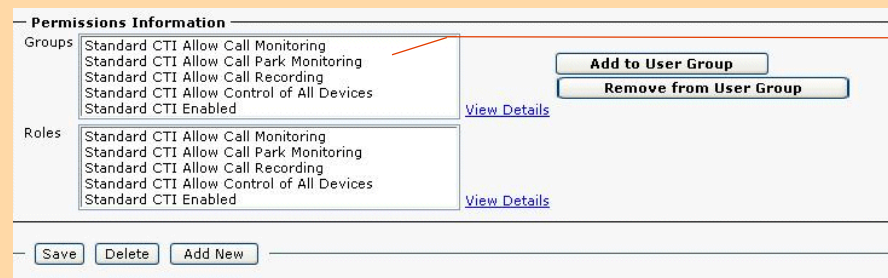 Permissions Information
Groups
Standard CTI Allow Call Monitoring
Standard CTI Allow Call Park Monitoring
Standard CTI Allow Call Recording
Standard CTI Allow Control of All Devices
Standard CTI Enabled
View Details
Add to User Group
Remove from User Group
Roles
Standard CTI Allow Call Monitoring
Standard CTI Allow Call Park Monitoring
Standard CTI Allow Call Recording
Standard CTI Allow Control of All Devices
Standard CTI Enabled
View Details
Save Delete Add New